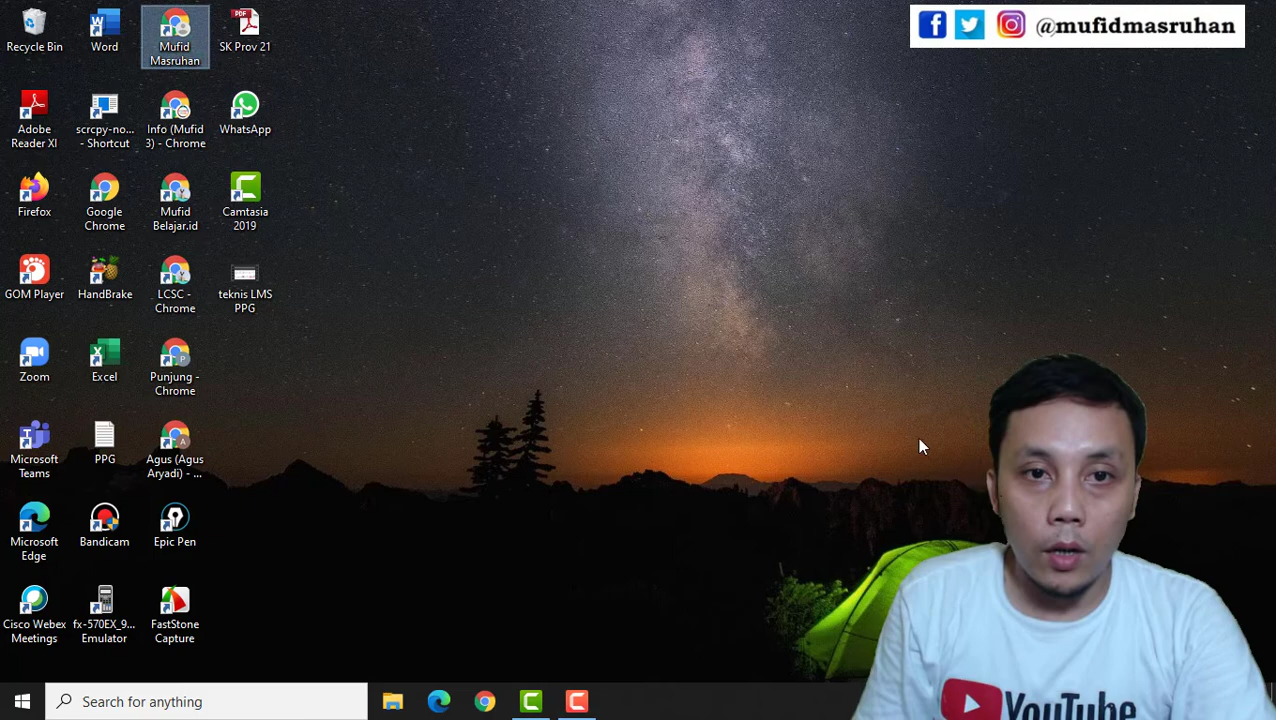 Recycle Bin
Word
Mufid
Masruhan
PDF
SK Prov 21
@mufidmasruhan
Adobe
Reader XI
scrcpy-no...
- Shortcut
Info (Mufid
3) - Chrome
WhatsApp
Firefox
Google
Chrome
Mufid
Belajar.id
Camtasia
2019
GOM Player
HandBrake
LCSC -
Chrome
teknis LMS
PPG
Zoom
Excel
Punjung -
Chrome
Microsoft
Teams
PPG
Agus (Agus
Aryadi) - ...
Microsoft
Edge
Bandicam
Epic Pen
Cisco Webex
Meetings
fx-570EX_9...
Emulator
FastStone
Capture
Search for anything
YouTube